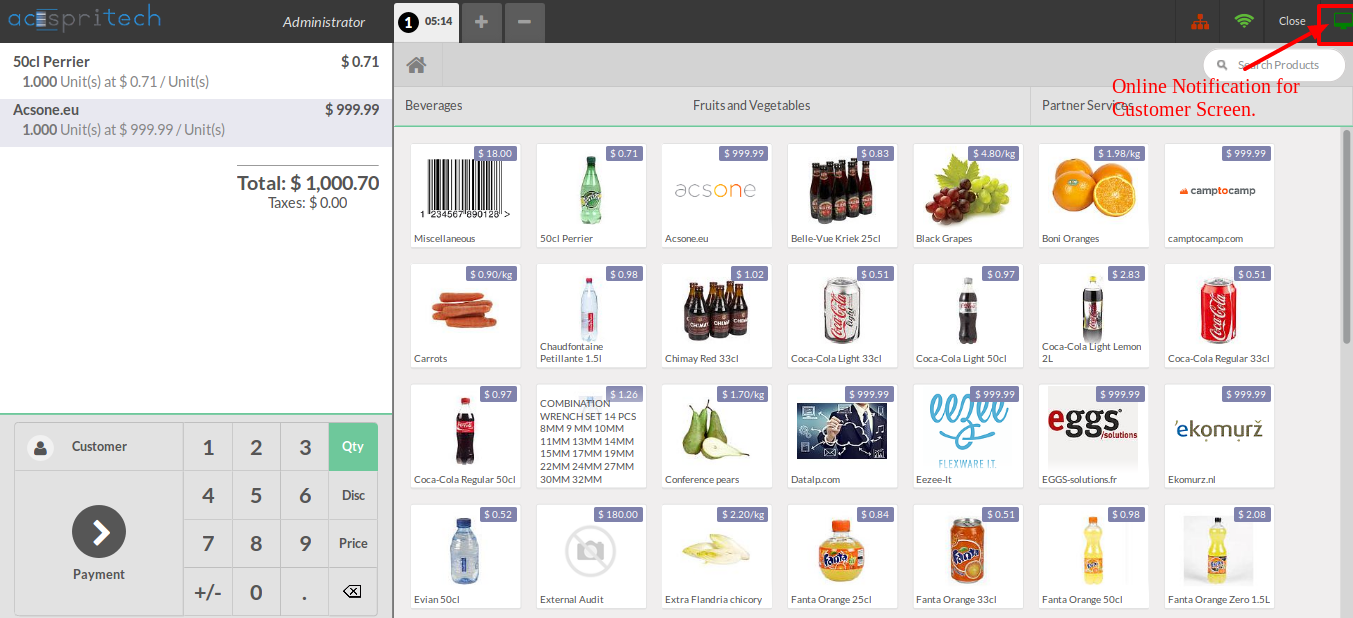 acespritech
Administrator
1 05:14
+
−
Close
50cl Perrier $ 0.71
1.000 Unit(s) at $ 0.71 / Unit(s)
Acsone.eu $ 999.99
1.000 Unit(s) at $ 999.99 / Unit(s)
Total: $ 1,000.70
Taxes: $ 0.00
Customer
Payment
1 2 3 Qty
4 5 6 Disc
7 8 9 Price
+/- 0 .
Search Products
Online Notification for
Customer Screen.
Beverages
Fruits and Vegetables
Partner Services
$ 18.00
1 234567 890128 >
Miscellaneous
$ 0.71
50cl Perrier
$ 999.99
acsone
Acsone.eu
$ 0.83
Belle-Vue Kriek 25cl
$ 4.80/kg
Black Grapes
$ 1.98/kg
Boni Oranges
$ 999.99
camptocamp
camptocamp.com
$ 0.90/kg
Carrots
$ 0.98
Chaudfontaine
Petillante 1.5l
$ 1.02
CHIMAY
Chimay Red 33cl
$ 0.51
Coca-Cola
light
Coca-Cola Light 33cl
$ 0.97
Coca-Cola Light 50cl
$ 2.83
Coca-Cola Light Lemon
2L
$ 0.51
Coca-Cola
Coca-Cola Regular 33cl
$ 0.97
Coca-Cola Regular 50cl
$ 1.26
COMBINATION
WRENCH SET 14 PCS
8MM 9 MM 10MM
11MM 13MM 14MM
15MM 17MM 19MM
22MM 24MM 27MM
30MM 32MM
$ 1.70/kg
Conference pears
$ 999.99
Datalp.com
$ 999.99
eezee
FLEXWARE IT.
Eezee-It
$ 999.99
eggs
/solutions
EGGS-solutions.fr
$ 999.99
ekomurž
Ekomurz.nl
$ 0.52
Evian 50cl
$ 180.00
External Audit
$ 2.20/kg
Extra Flandria chicory
$ 0.84
Fanta
Fanta Orange 25cl
$ 0.51
Fanta
Fanta Orange 33cl
$ 0.98
Fanta
Fanta Orange 50cl
$ 2.08
Fanta
Fanta Orange Zero 1.5L